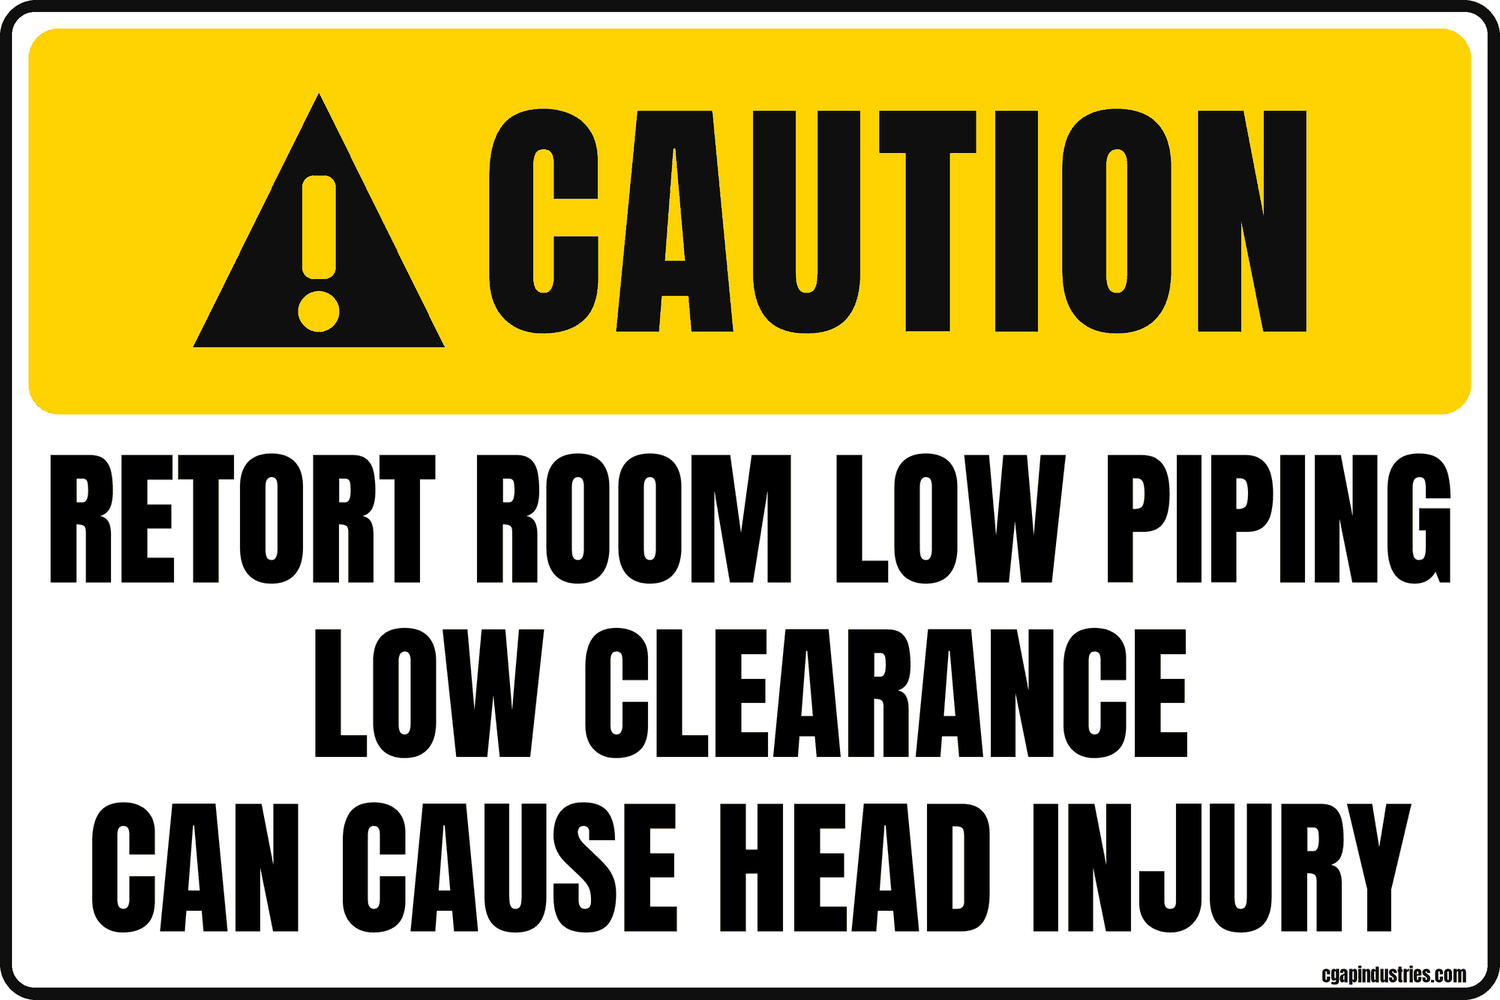 CAUTION
RETORT ROOM LOW PIPING
LOW CLEARANCE
CAN CAUSE HEAD INJURY
cgapindustries.com